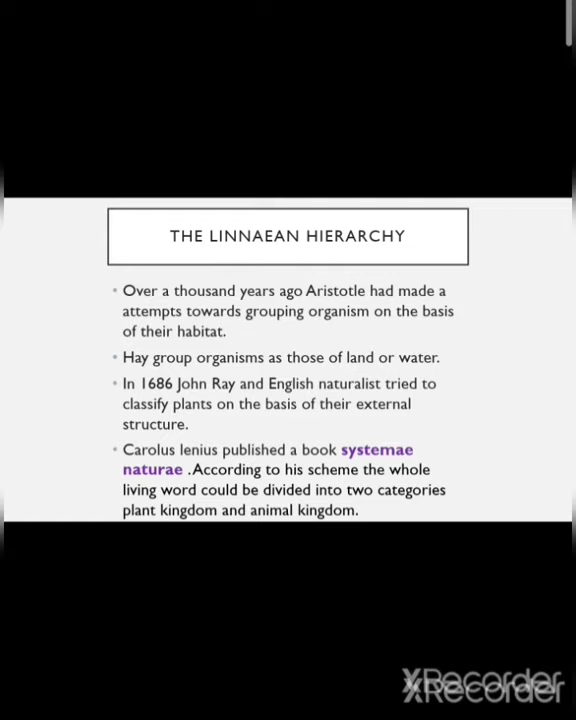 THE LINNAEAN HIERARCHY
• Over a thousand years ago Aristotle had made a
attempts towards grouping organism on the basis
of their habitat.
• Hay group organisms as those of land or water.
• In 1686 John Ray and English naturalist tried to
classify plants on the basis of their external
structure.
• Carolus lenius published a book systemae
naturae .According to his scheme the whole
living word could be divided into two categories
plant kingdom and animal kingdom.
XRecorder
XRecorder